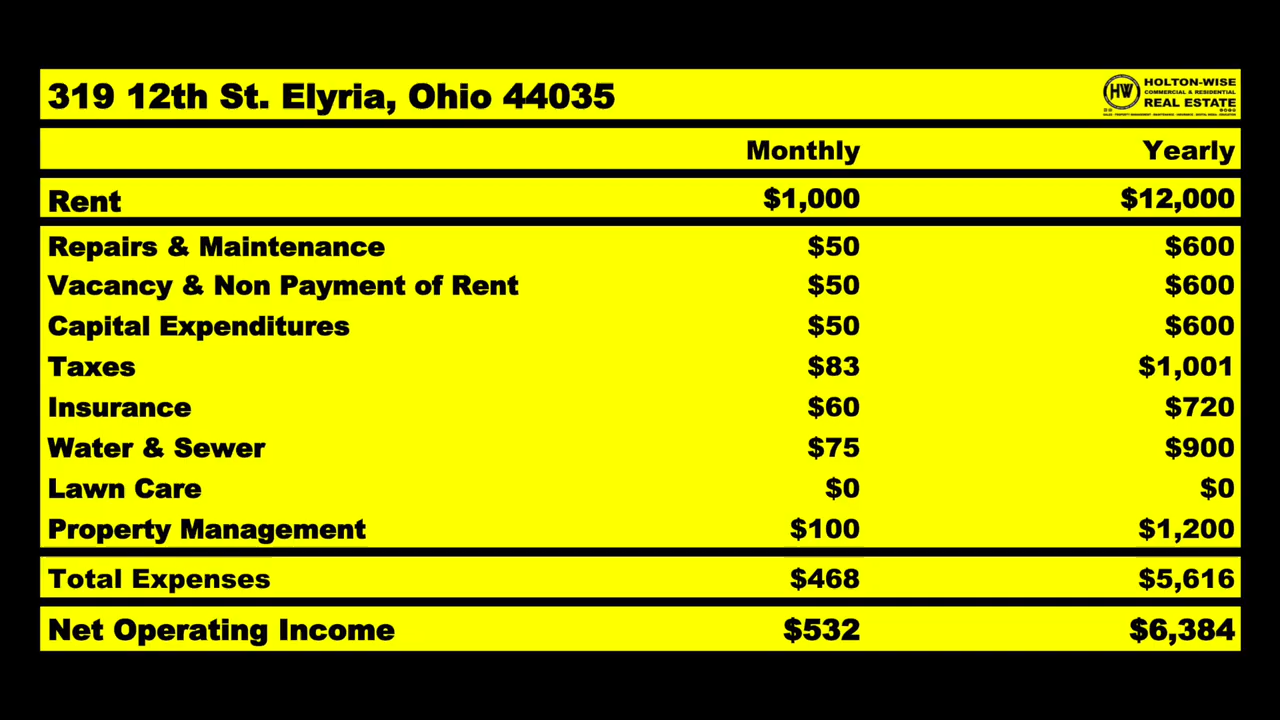 319 12th St. Elyria, Ohio 44035
HW
HOLTON-WISE
COMMERCIAL & RESIDENTIAL
REAL ESTATE
Monthly Yearly
Rent $1,000 $12,000
Repairs & Maintenance $50 $600
Vacancy & Non Payment of Rent $50 $600
Capital Expenditures $50 $600
Taxes $83 $1,001
Insurance $60 $720
Water & Sewer $75 $900
Lawn Care $0 $0
Property Management $100 $1,200
Total Expenses $468 $5,616
Net Operating Income $532 $6,384